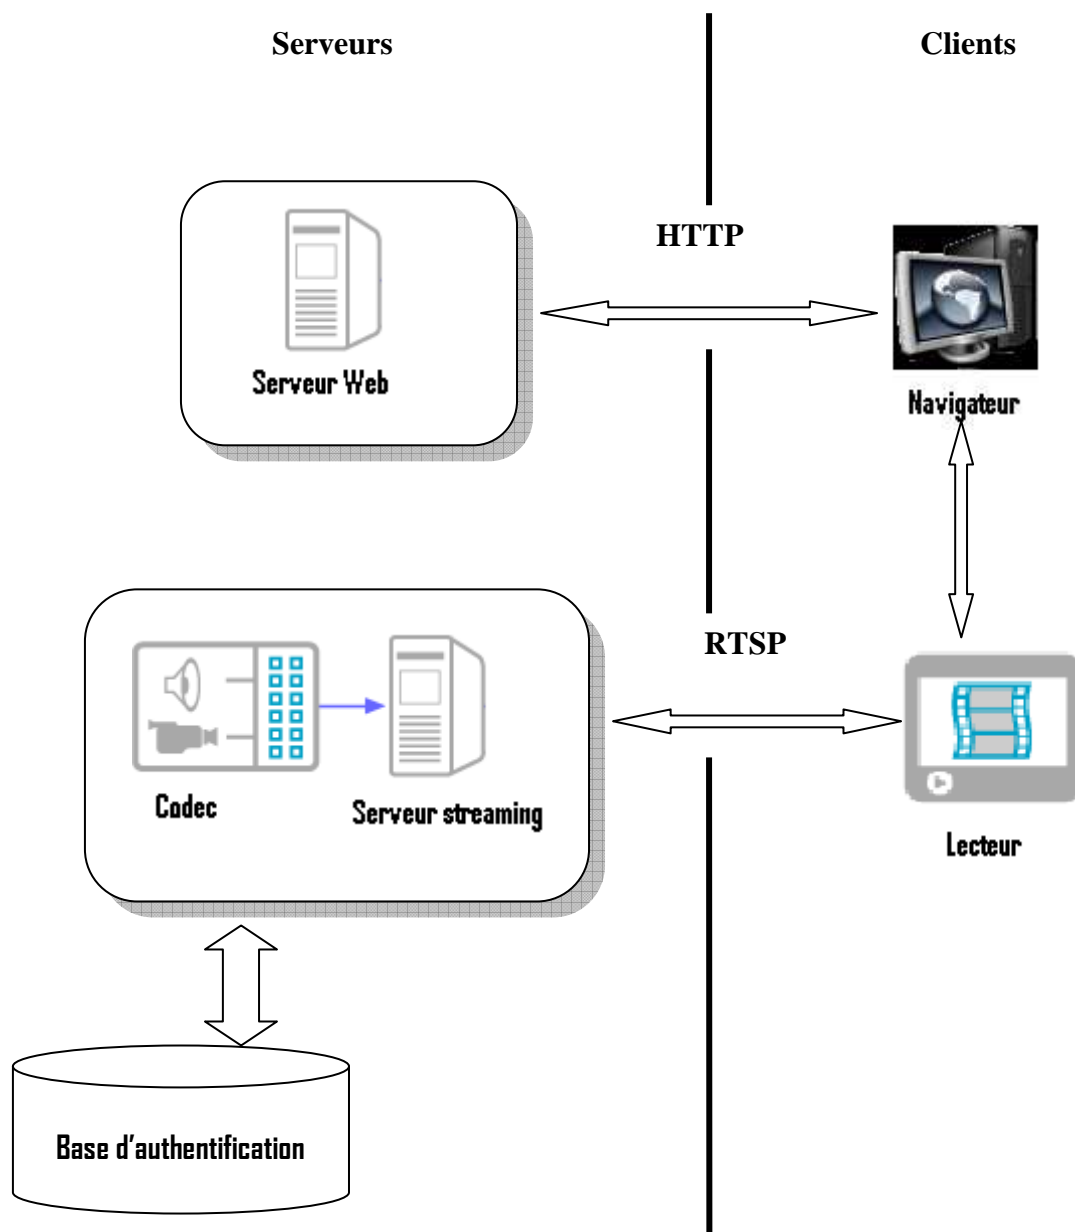 Serveurs
Clients
HTTP
Serveur Web
Navigateur
RTSP
Codec
Serveur streaming
Lecteur
Base d'authentification